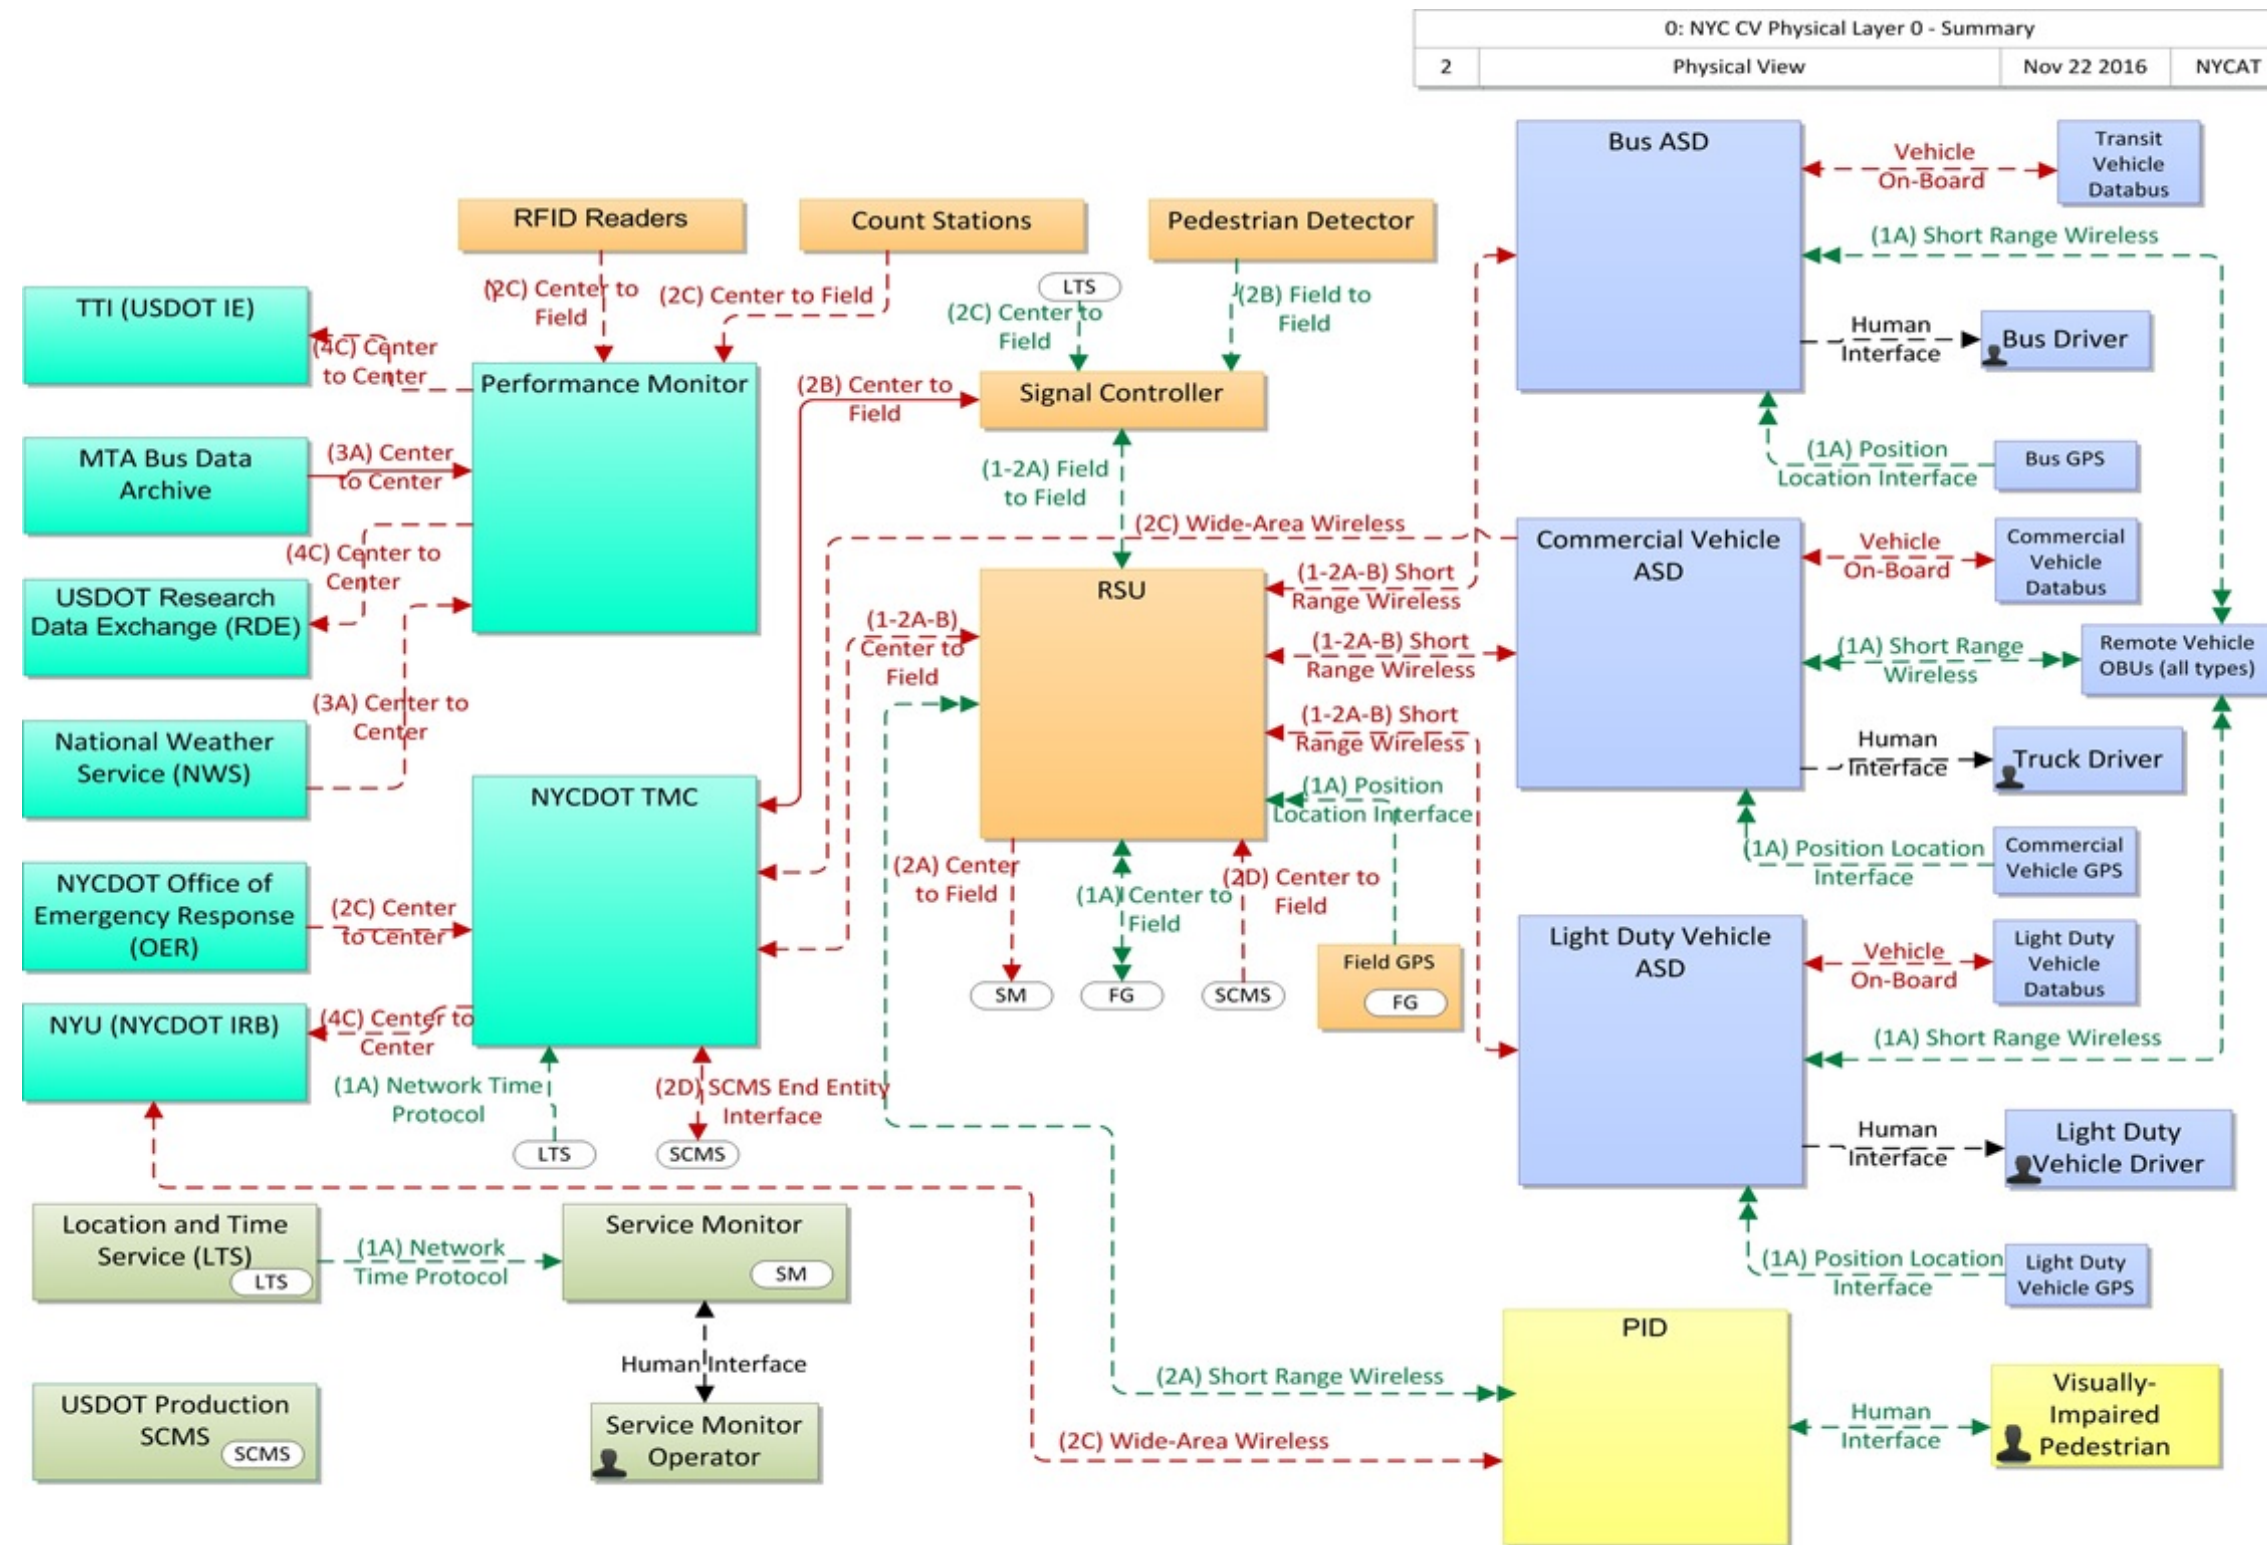 0: NYC CV Physical Layer 0 - Summary
2 Physical View Nov 22 2016 NYCAT
RFID Readers
Count Stations
Pedestrian Detector
(2C) Center to
Field
(2C) Center to Field
LTS
(2C) Center to
Field
(2B) Field to
Field
TTI (USDOT IE)
(4C) Center
to Center
MTA Bus Data
Archive
(3A) Center
to Center
USDOT Research
Data Exchange (RDE)
(4C) Center to
Center
National Weather
Service (NWS)
(3A) Center to
Center
NYCDOT Office of
Emergency Response
(OER)
(2C) Center
to Center
NYU (NYCDOT IRB)
(4C) Center to
Center
Performance Monitor
NYCDOT TMC
(1A) Network Time
Protocol
LTS
(2D) SCMS End Entity
Interface
SCMS
(2B) Center to
Field
Signal Controller
(1-2A) Field
to Field
(2C) Wide-Area Wireless
RSU
(1-2A-B)
Center to
Field
(1-2A-B) Short
Range Wireless
(1-2A-B) Short
Range Wireless
(1-2A-B) Short
Range Wireless
(1A) Position
Location Interface
(2A) Center
to Field
(1A) Center to
Field
(2D) Center to
Field
SM
FG
SCMS
Field GPS
FG
Bus ASD
Vehicle
On-Board
Transit
Vehicle
Databus
(1A) Short Range Wireless
Human
Interface
Bus Driver
(1A) Position
Location Interface
Bus GPS
Commercial Vehicle
ASD
Vehicle
On-Board
Commercial
Vehicle
Databus
(1A) Short Range
Wireless
Remote Vehicle
OBUs (all types)
Human
Interface
Truck Driver
(1A) Position Location
Interface
Commercial
Vehicle GPS
Light Duty Vehicle
ASD
Vehicle
On-Board
Light Duty
Vehicle
Databus
(1A) Short Range Wireless
Human
Interface
Light Duty
Vehicle Driver
(1A) Position Location
Interface
Light Duty
Vehicle GPS
Location and Time
Service (LTS)
LTS
(1A) Network
Time Protocol
Service Monitor
SM
Human Interface
Service Monitor
Operator
USDOT Production
SCMS
SCMS
(2A) Short Range Wireless
(2C) Wide-Area Wireless
PID
Human
Interface
Visually-
Impaired
Pedestrian